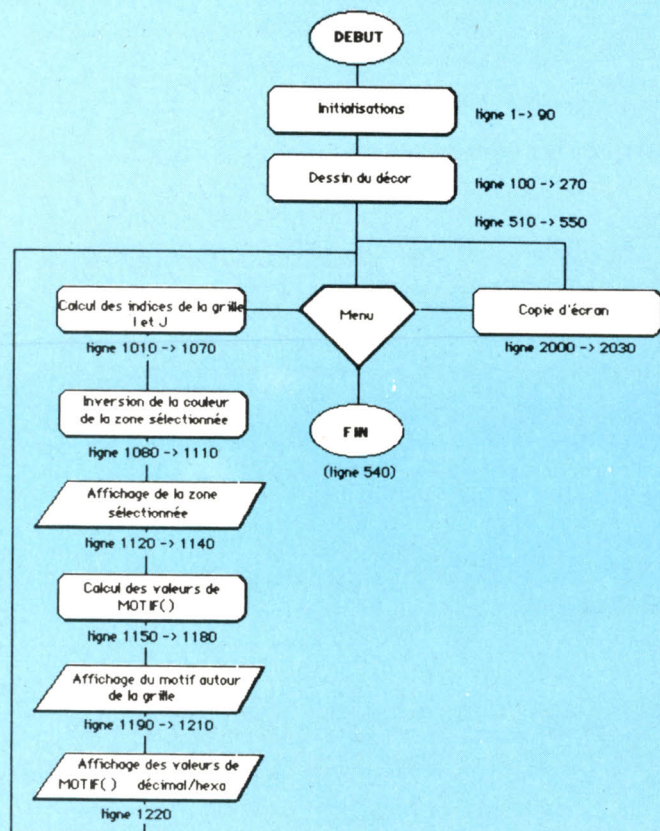 DEBUT
Initialisations
ligne 1 -> 90
Dessin du décor
ligne 100 -> 270
ligne 510 -> 550
Calcul des indices de la grille
I et J
ligne 1010 -> 1070
Menu
Copie d'écran
ligne 2000 -> 2030
Inversion de la couleur
de la zone sélectionnée
ligne 1080 -> 1110
FIN
(ligne 540)
Affichage de la zone
sélectionnée
ligne 1120 -> 1140
Calcul des valeurs de
MOTIF()
ligne 1150 -> 1180
Affichage du motif autour
de la grille
ligne 1190 -> 1210
Affichage des valeurs de
MOTIF() décimal/hexa
ligne 1220